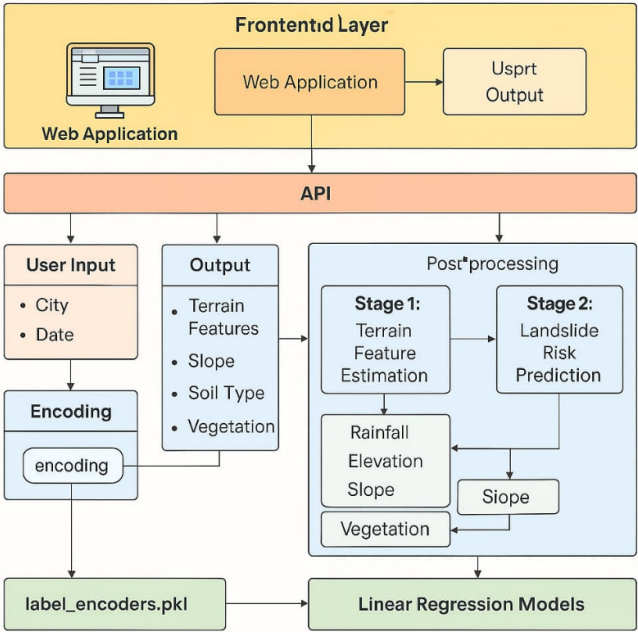 Frontentid Layer
Web Application
Web Application
Usprt
Output
API
User Input
• City
• Date
Output
• Terrain
Features
• Slope
• Soil Type
• Vegetation
Post processing
Stage 1:
Terrain
Feature
Estimation
Stage 2:
Landslide
Risk
Prediction
Encoding
encoding
Rainfall
Elevation
Slope
Siope
Vegetation
label_encoders.pkl
Linear Regression Models